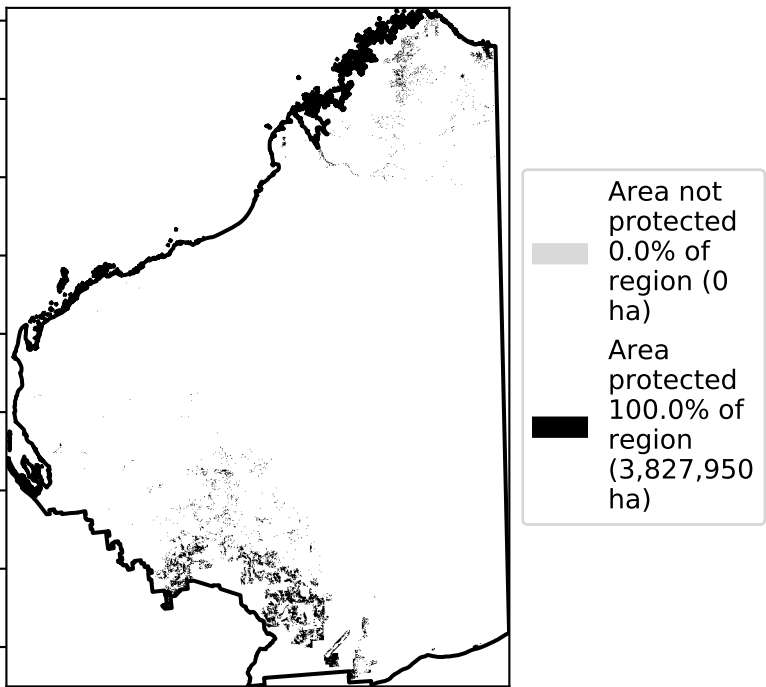 Area not
protected
0.0% of
region (0
ha)
Area
protected
100.0% of
region
(3,827,950
ha)